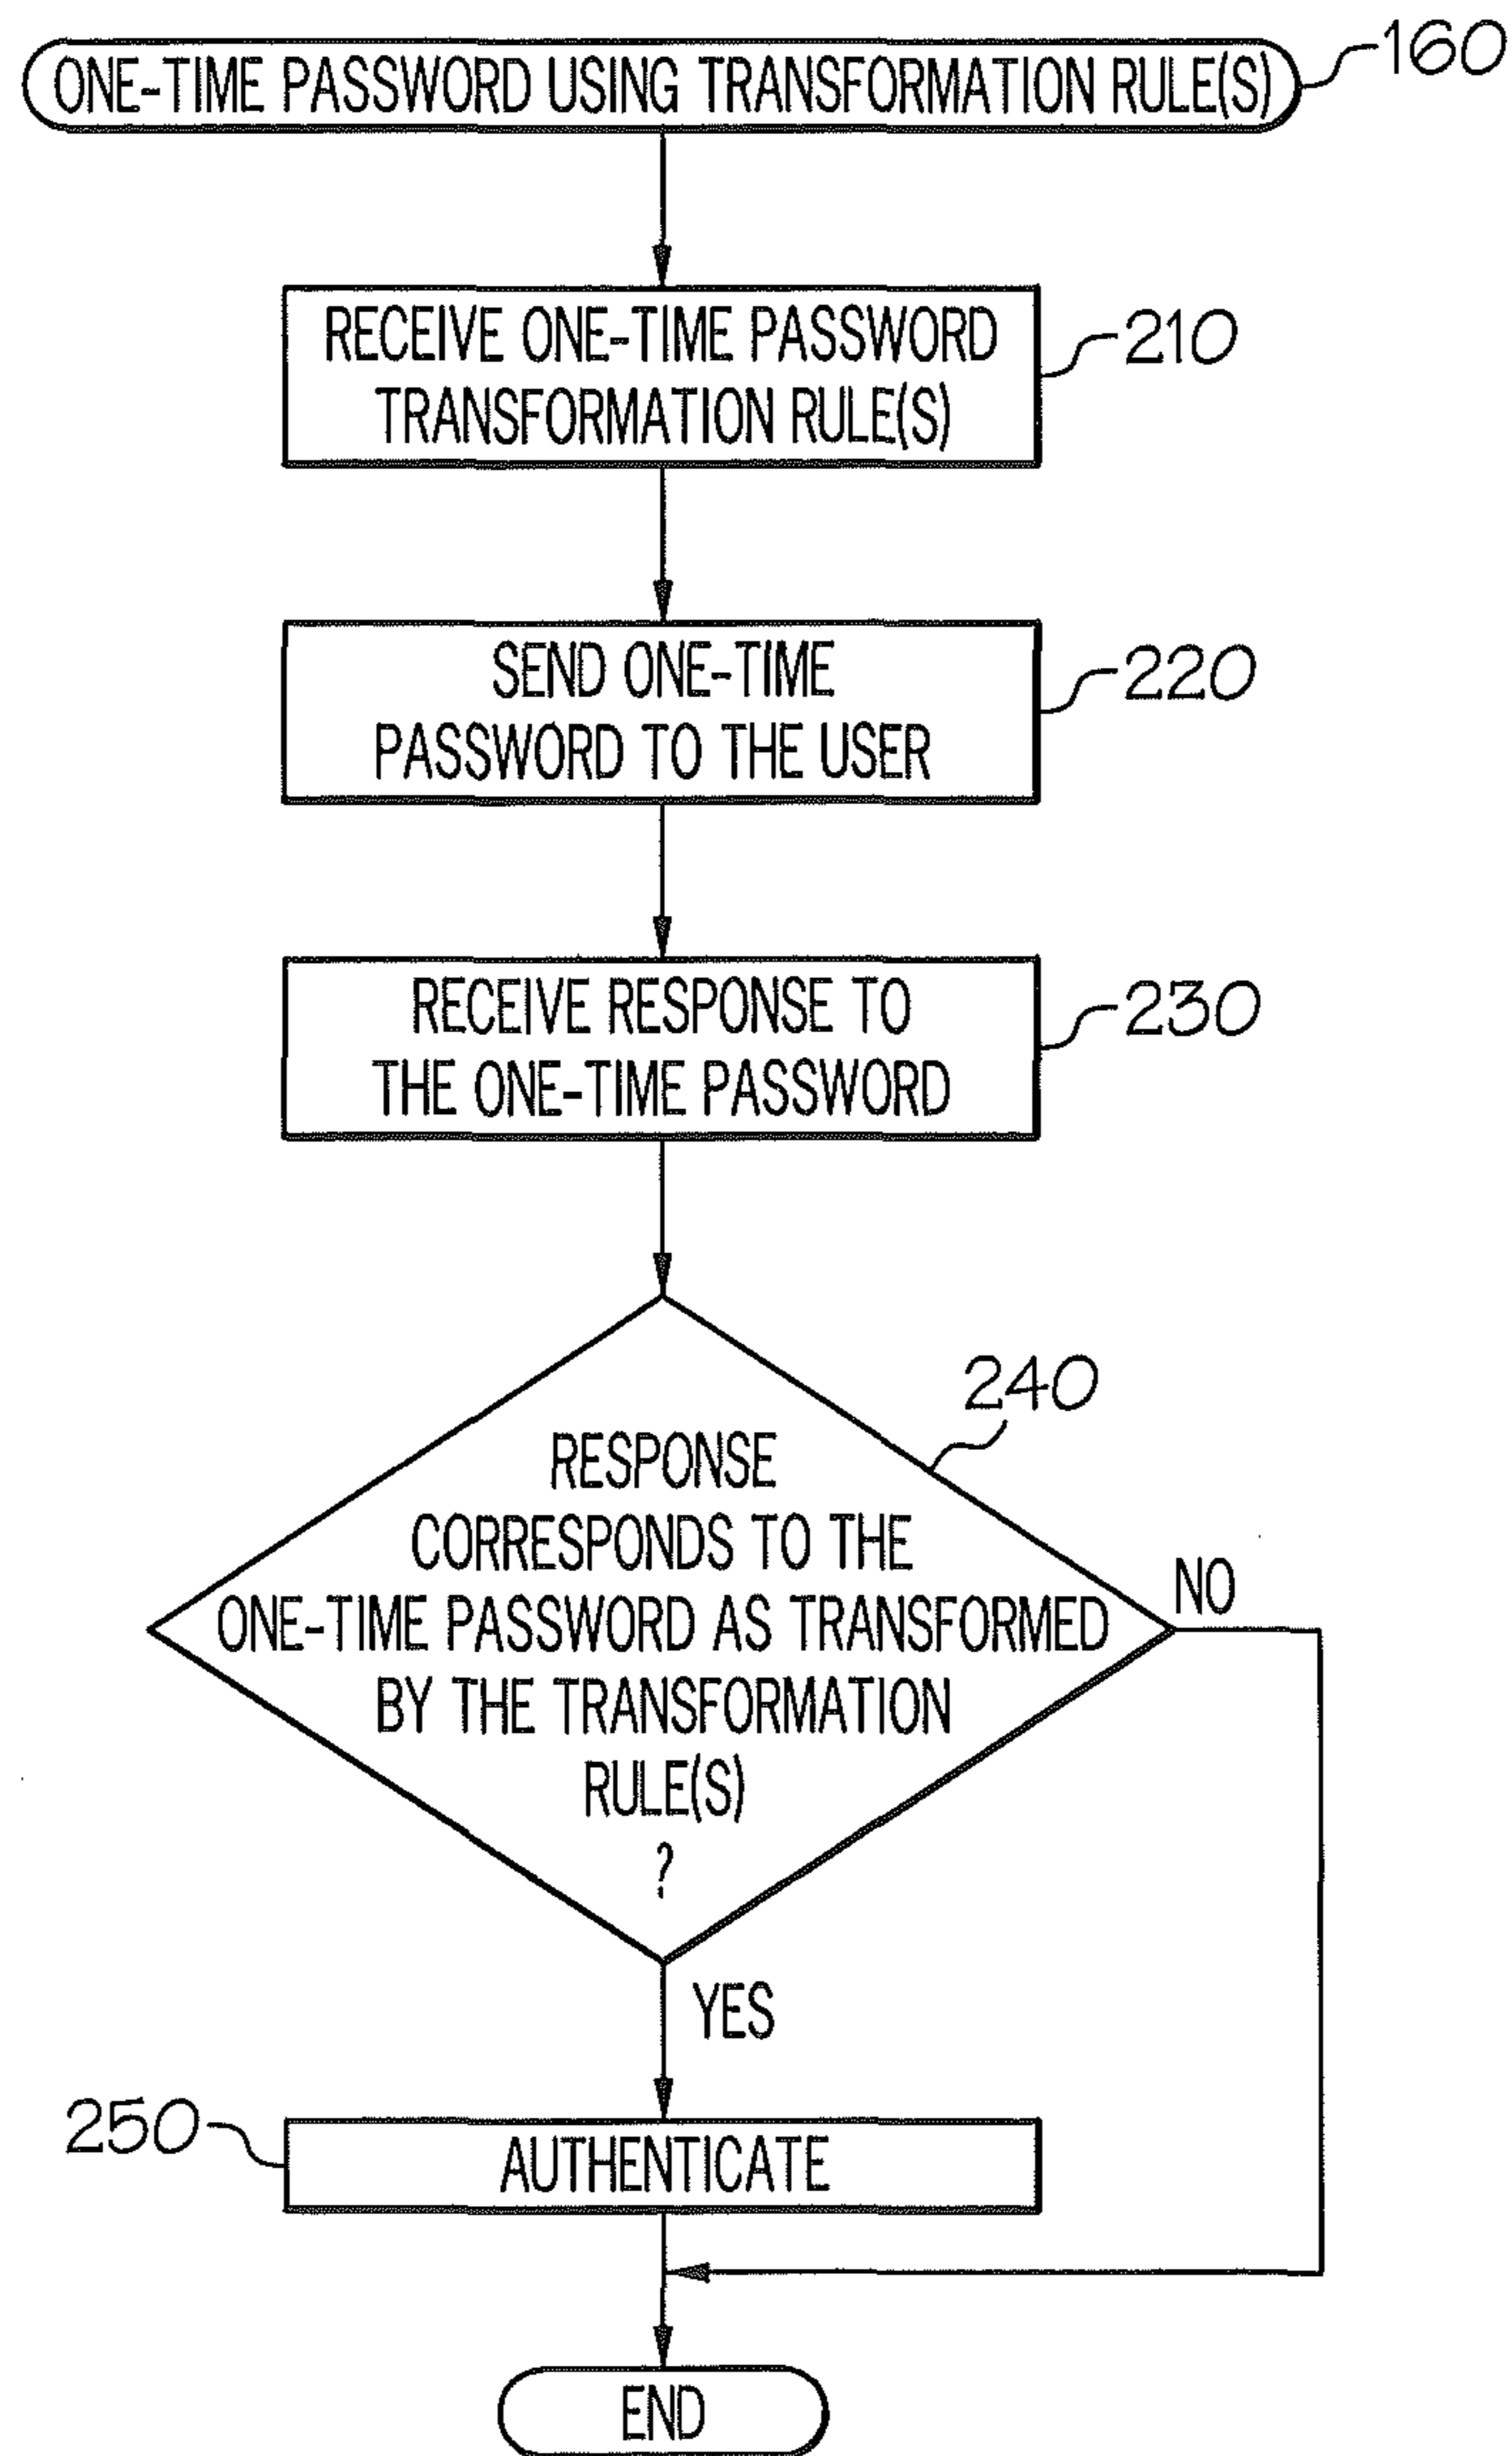 ONE-TIME PASSWORD USING TRANSFORMATION RULE(S)
160
RECEIVE ONE-TIME PASSWORD
TRANSFORMATION RULE(S)
210
SEND ONE-TIME
PASSWORD TO THE USER
220
RECEIVE RESPONSE TO
THE ONE-TIME PASSWORD
230
240
RESPONSE
CORRESPONDS TO THE
ONE-TIME PASSWORD AS TRANSFORMED
BY THE TRANSFORMATION
RULE(S)
?
NO
YES
250
AUTHENTICATE
END